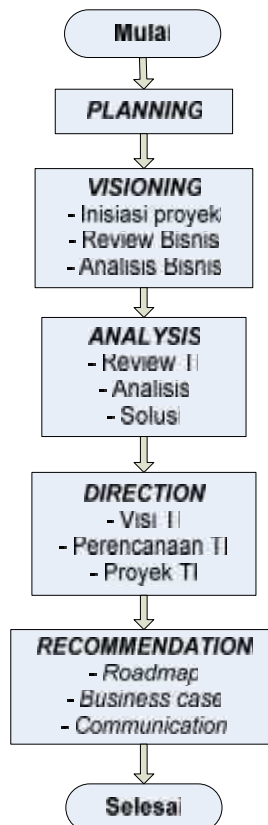 Mulai
PLANNING
VISIONING
- Inisiasi proyek
- Review Bisnis
- Analisis Bisnis
ANALYSIS
- Review TI
- Analisis
- Solusi
DIRECTION
- Visi TI
- Perencanaan TI
- Proyek TI
RECOMMENDATION
- Roadmap
- Business case
- Communication
Selesai